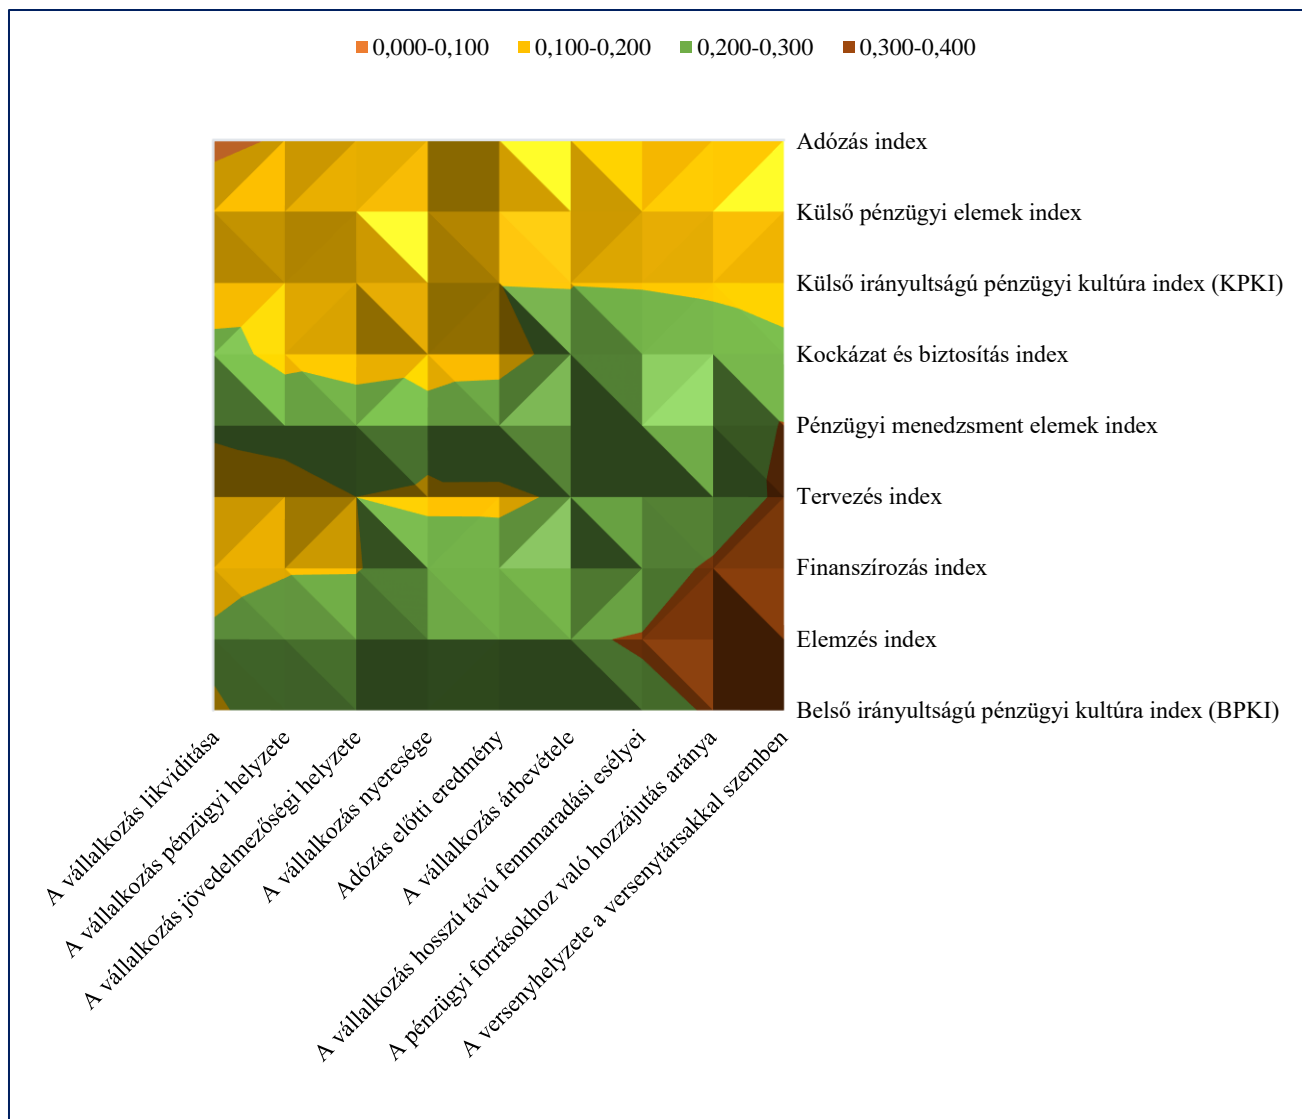 0,000-0,100 0,100-0,200 0,200-0,300 0,300-0,400
Adózás index
Külső pénzügyi elemek index
Külső irányultságú pénzügyi kultúra index (KPKI)
Kockázat és biztosítás index
Pénzügyi menedzsment elemek index
Tervezés index
Finanszírozás index
Elemzés index
Belső irányultságú pénzügyi kultúra index (BPKI)
A vállalkozás likviditása
A vállalkozás pénzügyi helyzete
A vállalkozás jövedelmezőségi helyzete
A vállalkozás nyeresége
Adózás előtti eredmény
A vállalkozás árbevétele
A vállalkozás hosszú távú fennmaradási esélyei
A pénzügyi forrásokhoz való hozzájutás aránya
A versenyhelyzete a versenytársakkal szemben